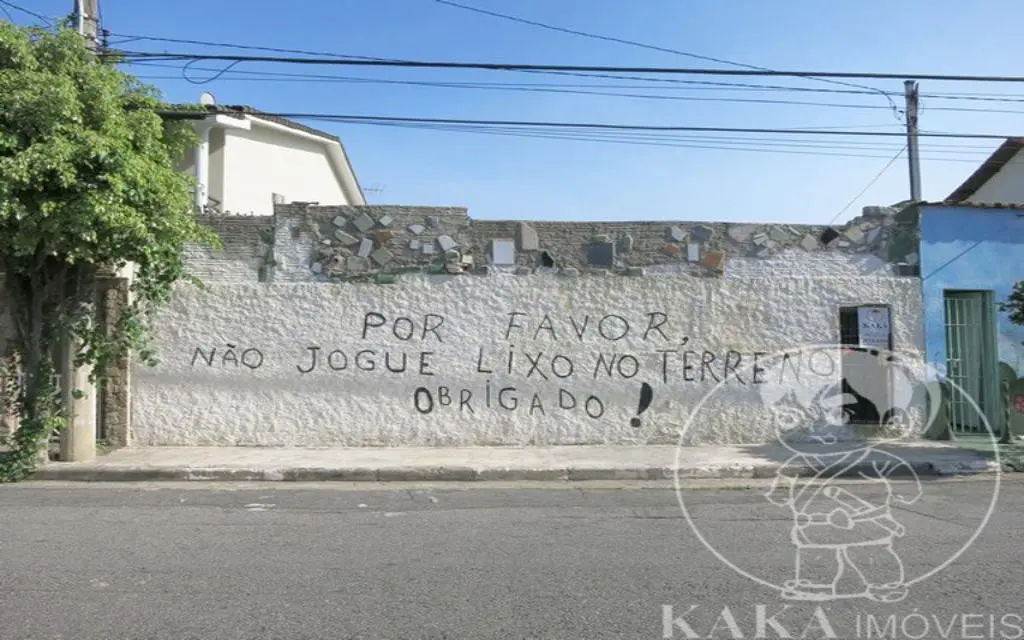 POR FAVOR,
NÃO JOGUE LIXO NO TERRENO
OBRIGADO!
KAKA
KAKA IMÓVEIS